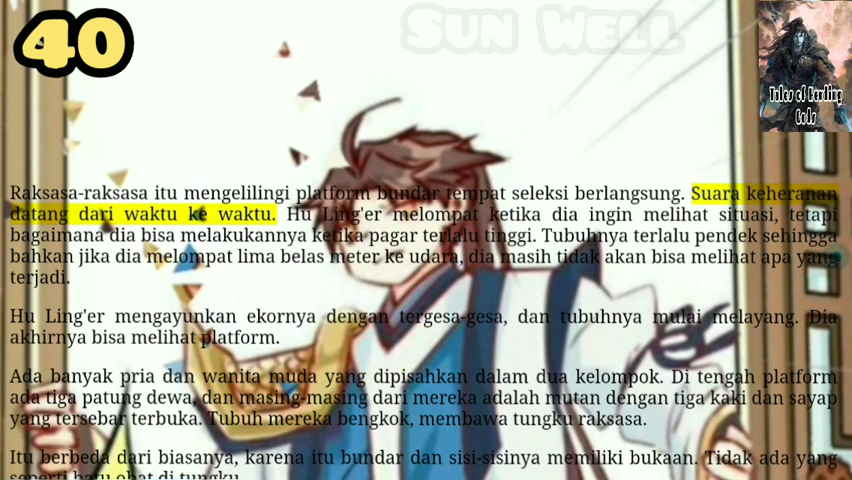 40
Sun Well
Tales of Herding
Gods
Raksasa-raksasa itu mengelilingi platform bundar tempat seleksi berlangsung. Suara keheranan
datang dari waktu ke waktu. Hu Ling'er melompat ketika dia ingin melihat situasi, tetapi
bagaimana dia bisa melakukannya ketika pagar terlalu tinggi. Tubuhnya terlalu pendek sehingga
bahkan jika dia melompat lima belas meter ke udara, dia masih tidak akan bisa melihat apa yang
terjadi.
Hu Ling'er mengayunkan ekornya dengan tergesa-gesa, dan tubuhnya mulai melayang. Dia
akhirnya bisa melihat platform.
Ada banyak pria dan wanita muda yang dipisahkan dalam dua kelompok. Di tengah platform
ada tiga patung dewa, dan masing-masing dari mereka adalah mutan dengan tiga kaki dan sayap
yang tersebar terbuka. Tubuh mereka bengkok, membawa tungku raksasa.
Itu berbeda dari biasanya, karena itu bundar dan sisi-sisinya memiliki bukaan. Tidak ada yang
seperti batu obat di tungku